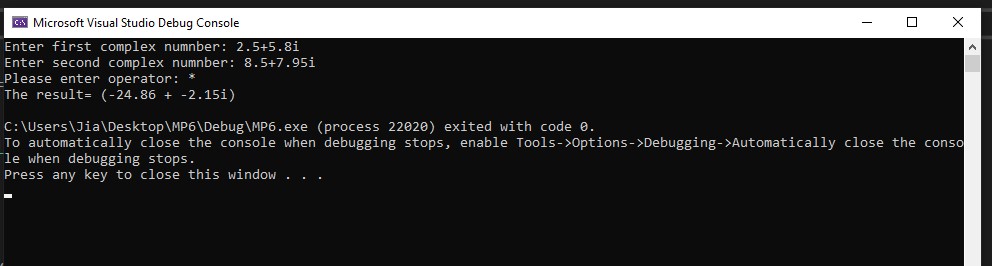 Microsoft Visual Studio Debug Console
Enter first complex numnber: 2.5+5.8i
Enter second complex numnber: 8.5+7.95i
Please enter operator: *
The result= (-24.86 + -2.15i)
C:\Users\Jia\Desktop\MP6\Debug\MP6.exe (process 22020) exited with code 0.
To automatically close the console when debugging stops, enable Tools->Options->Debugging->Automatically close the conso
le when debugging stops.
Press any key to close this window . . .